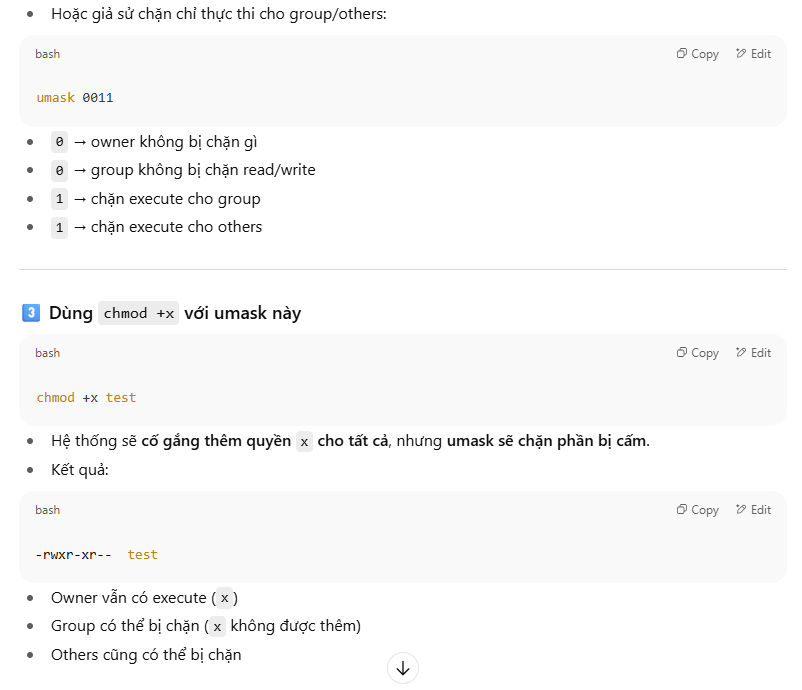 Hoặc giả sử chặn chỉ thực thi cho group/others:
bash Copy Edit
umask 0011
0 → owner không bị chặn gì
0 → group không bị chặn read/write
1 → chặn execute cho group
1 → chặn execute cho others
3 Dùng chmod +x với umask này
bash Copy Edit
chmod +x test
Hệ thống sẽ cố gắng thêm quyền x cho tất cả, nhưng umask sẽ chặn phần bị cấm.
Kết quả:
bash Copy Edit
-rwxr-xr-- test
Owner vẫn có execute (x)
Group có thể bị chặn (x không được thêm)
Others cũng có thể bị chặn